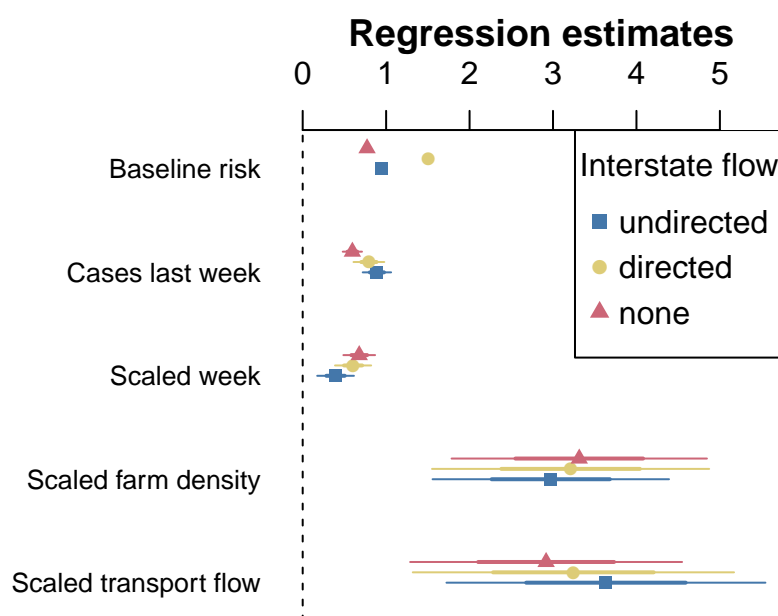 Regression estimates
0 1 2 3 4 5
Baseline risk
Cases last week
Scaled week
Scaled farm density
Scaled transport flow
Interstate flow
undirected
directed
none